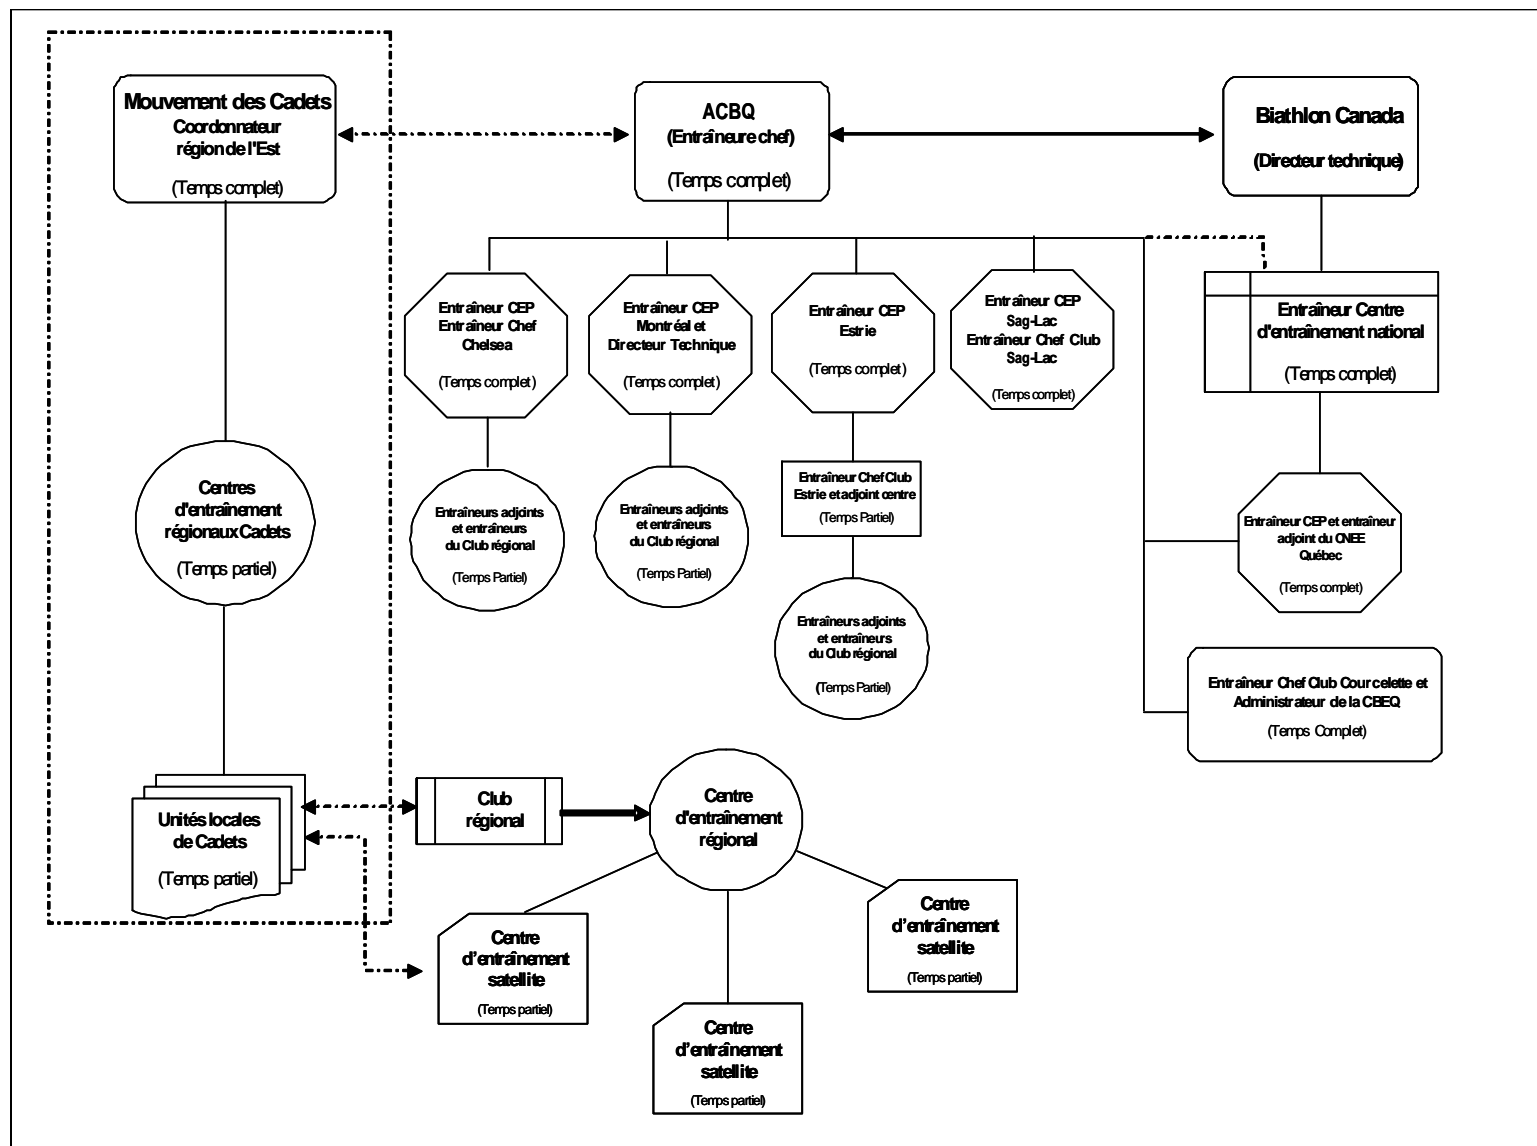 Mouvement des Cadets
Coordonnateur
région de l'Est
(Temps complet)
ACBQ
(Entraîneure chef)
(Temps complet)
Biathlon Canada
(Directeur technique)
Entraîneur CEP
Entraîneur Chef
Chelsea
(Temps complet)
Entraîneur CEP
Montréal et
Directeur Technique
(Temps complet)
Entraîneur CEP
Estrie
(Temps complet)
Entraîneur CEP
Sag-Lac
Entraîneur Chef Club
Sag-Lac
(Temps complet)
Entraîneur Centre
d'entraînement national
(Temps complet)
Centres
d'entraînement
régionaux Cadets
(Temps partiel)
Entraîneurs adjoints
et entraîneurs
du Club régional
(Temps Partiel)
Entraîneurs adjoints
et entraîneurs
du Club régional
(Temps Partiel)
Entraîneur Chef Club
Estrie et adjoint centre
(Temps Partiel)
Entraîneurs adjoints
et entraîneurs
du Club régional
(Temps Partiel)
Entraîneur CEP et entraîneur
adjoint du CNEE
Québec
(Temps complet)
Entraîneur Chef Club Courcelette et
Administrateur de la CBEQ
(Temps Complet)
Unités locales
de Cadets
(Temps partiel)
Club
régional
Centre
d'entraînement
régional
Centre
d'entraînement
satellite
(Temps partiel)
Centre
d'entraînement
satellite
(Temps partiel)
Centre
d'entraînement
satellite
(Temps partiel)